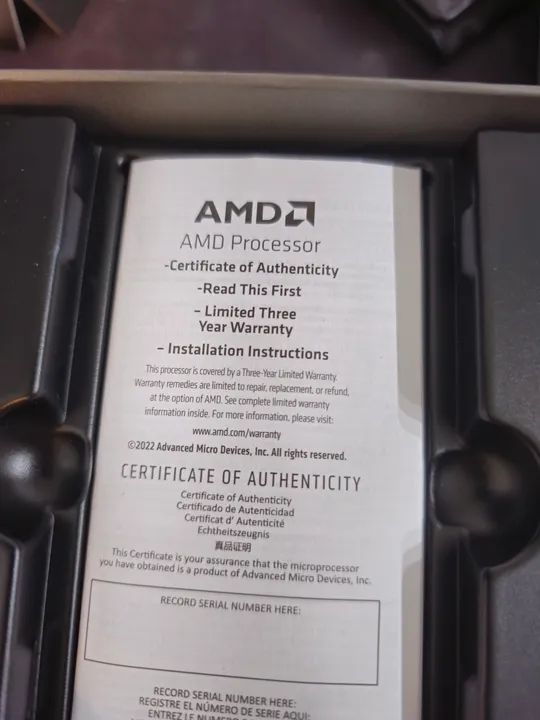 AMD
AMD Processor
-Certificate of Authenticity
-Read This First
– Limited Three
Year Warranty
– Installation Instructions
This processor is covered by a Three-Year Limited Warranty.
Warranty remedies are limited to repair, replacement, or refund,
at the option of AMD. See complete limited warranty
information inside. For more information, please visit:
www.amd.com/warranty
©2022 Advanced Micro Devices, Inc. All rights reserved.
CERTIFICATE OF AUTHENTICITY
Certificate of Authenticity
Certificado de Autenticidad
Certificat d' Autenticité
Echtheitszeugnis
真品证明
This Certificate is your assurance that the microprocessor
you have obtained is a product of Advanced Micro Devices, Inc.
RECORD SERIAL NUMBER HERE:
RECORD SERIAL NUMBER HERE:
REGISTRE EL NÚMERO DE SERIE AQUI:
ENTREZ LE NUMERO